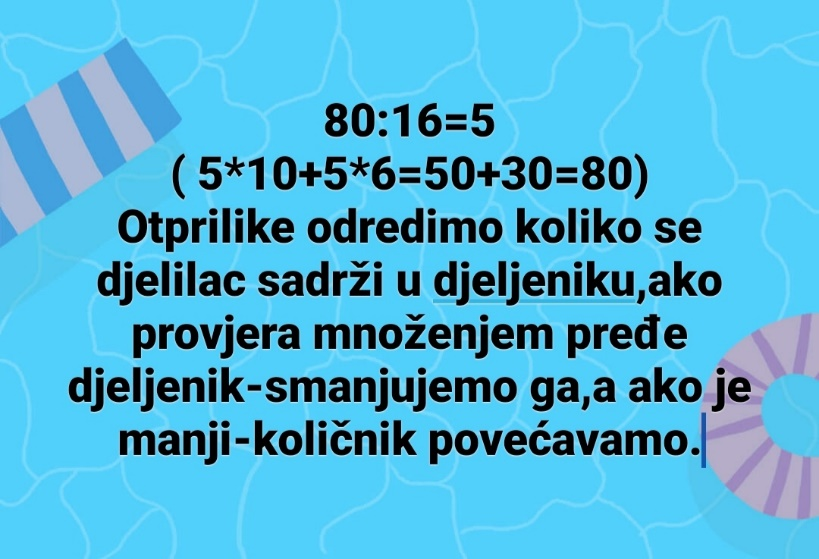 80:16=5
( 5*10+5*6=50+30=80)
Otprilike odredimo koliko se
djelilac sadrži u djeljeniku,ako
provjera množenjem pređe
djeljenik-smanjujemo ga,a ako je
manji-količnik povećavamo.